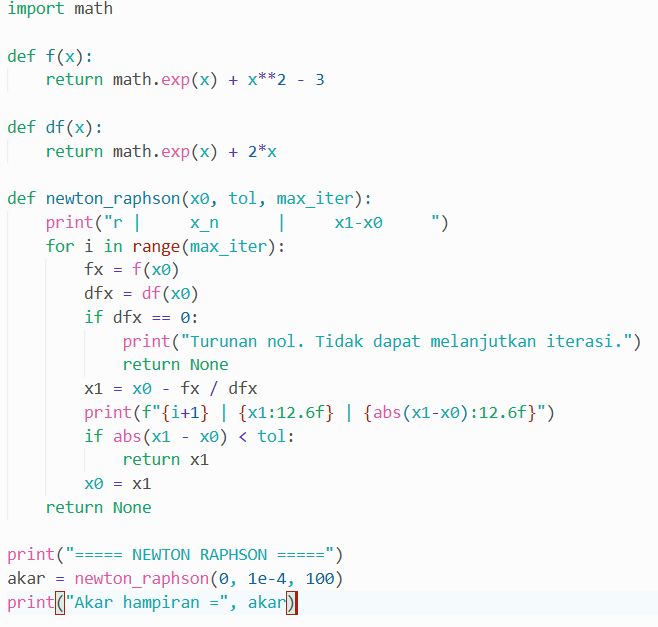 import math

def f(x):
    return math.exp(x) + x**2 - 3

def df(x):
    return math.exp(x) + 2*x

def newton_raphson(x0, tol, max_iter):
    print("r |     x_n      |     x1-x0     ")
    for i in range(max_iter):
        fx = f(x0)
        dfx = df(x0)
        if dfx == 0:
            print("Turunan nol. Tidak dapat melanjutkan iterasi.")
            return None
        x1 = x0 - fx / dfx
        print(f"{i+1} | {x1:12.6f} | {abs(x1-x0):12.6f}")
        if abs(x1 - x0) < tol:
            return x1
        x0 = x1
    return None

print("===== NEWTON RAPHSON =====")
akar = newton_raphson(0, 1e-4, 100)
print("Akar hampiran =", akar)